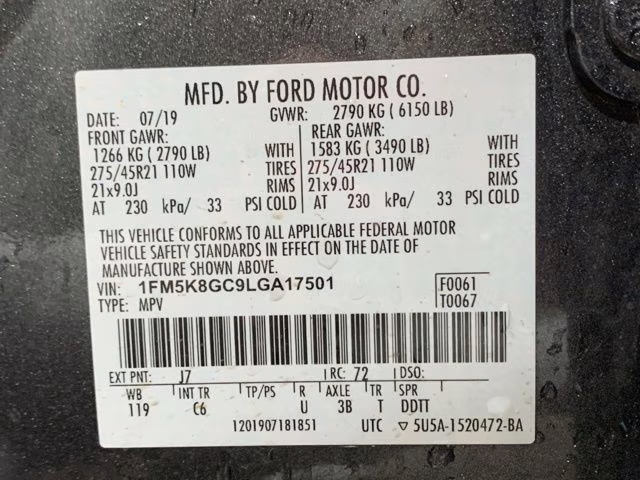 MFD. BY FORD MOTOR CO.
DATE: 07/19 GVWR: 2790 KG ( 6150 LB)
FRONT GAWR: REAR GAWR:
1266 KG ( 2790 LB) WITH 1583 KG ( 3490 LB) WITH
275/45R21 110W TIRES 275/45R21 110W TIRES
21x9.0J RIMS 21x9.0J RIMS
AT 230 kPa/ 33 PSI COLD AT 230 kPa/ 33 PSI COLD
THIS VEHICLE CONFORMS TO ALL APPLICABLE FEDERAL MOTOR
VEHICLE SAFETY STANDARDS IN EFFECT ON THE DATE OF
MANUFACTURE SHOWN ABOVE.
VIN: 1FM5K8GC9LGA17501 F0061
TYPE: MPV T0067
EXT PNT: J7 RC: 72 DSO:
WB INT TR TP/PS R AXLE TR SPR
119 C6 U 3B T DDTT
1201907181851 UTC ▽ 5U5A-1520472-BA